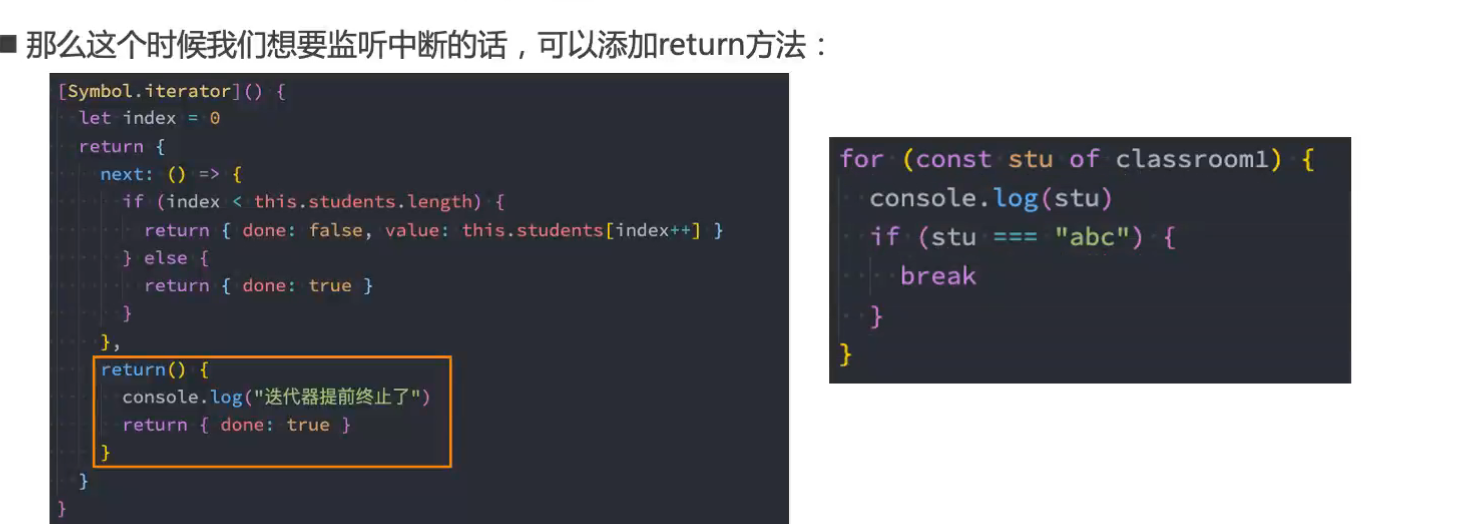 ■ 那么这个时候我们想要监听中断的话，可以添加return方法：
[Symbol.iterator]() {
let index = 0
return {
next: () => {
if (index < this.students.length) {
return { done: false, value: this.students[index++] }
} else {
return { done: true }
}
},
return() {
console.log("迭代器提前终止了")
return { done: true }
}
}
}
for (const stu of classroom1) {
console.log(stu)
if (stu === "abc") {
break
}
}